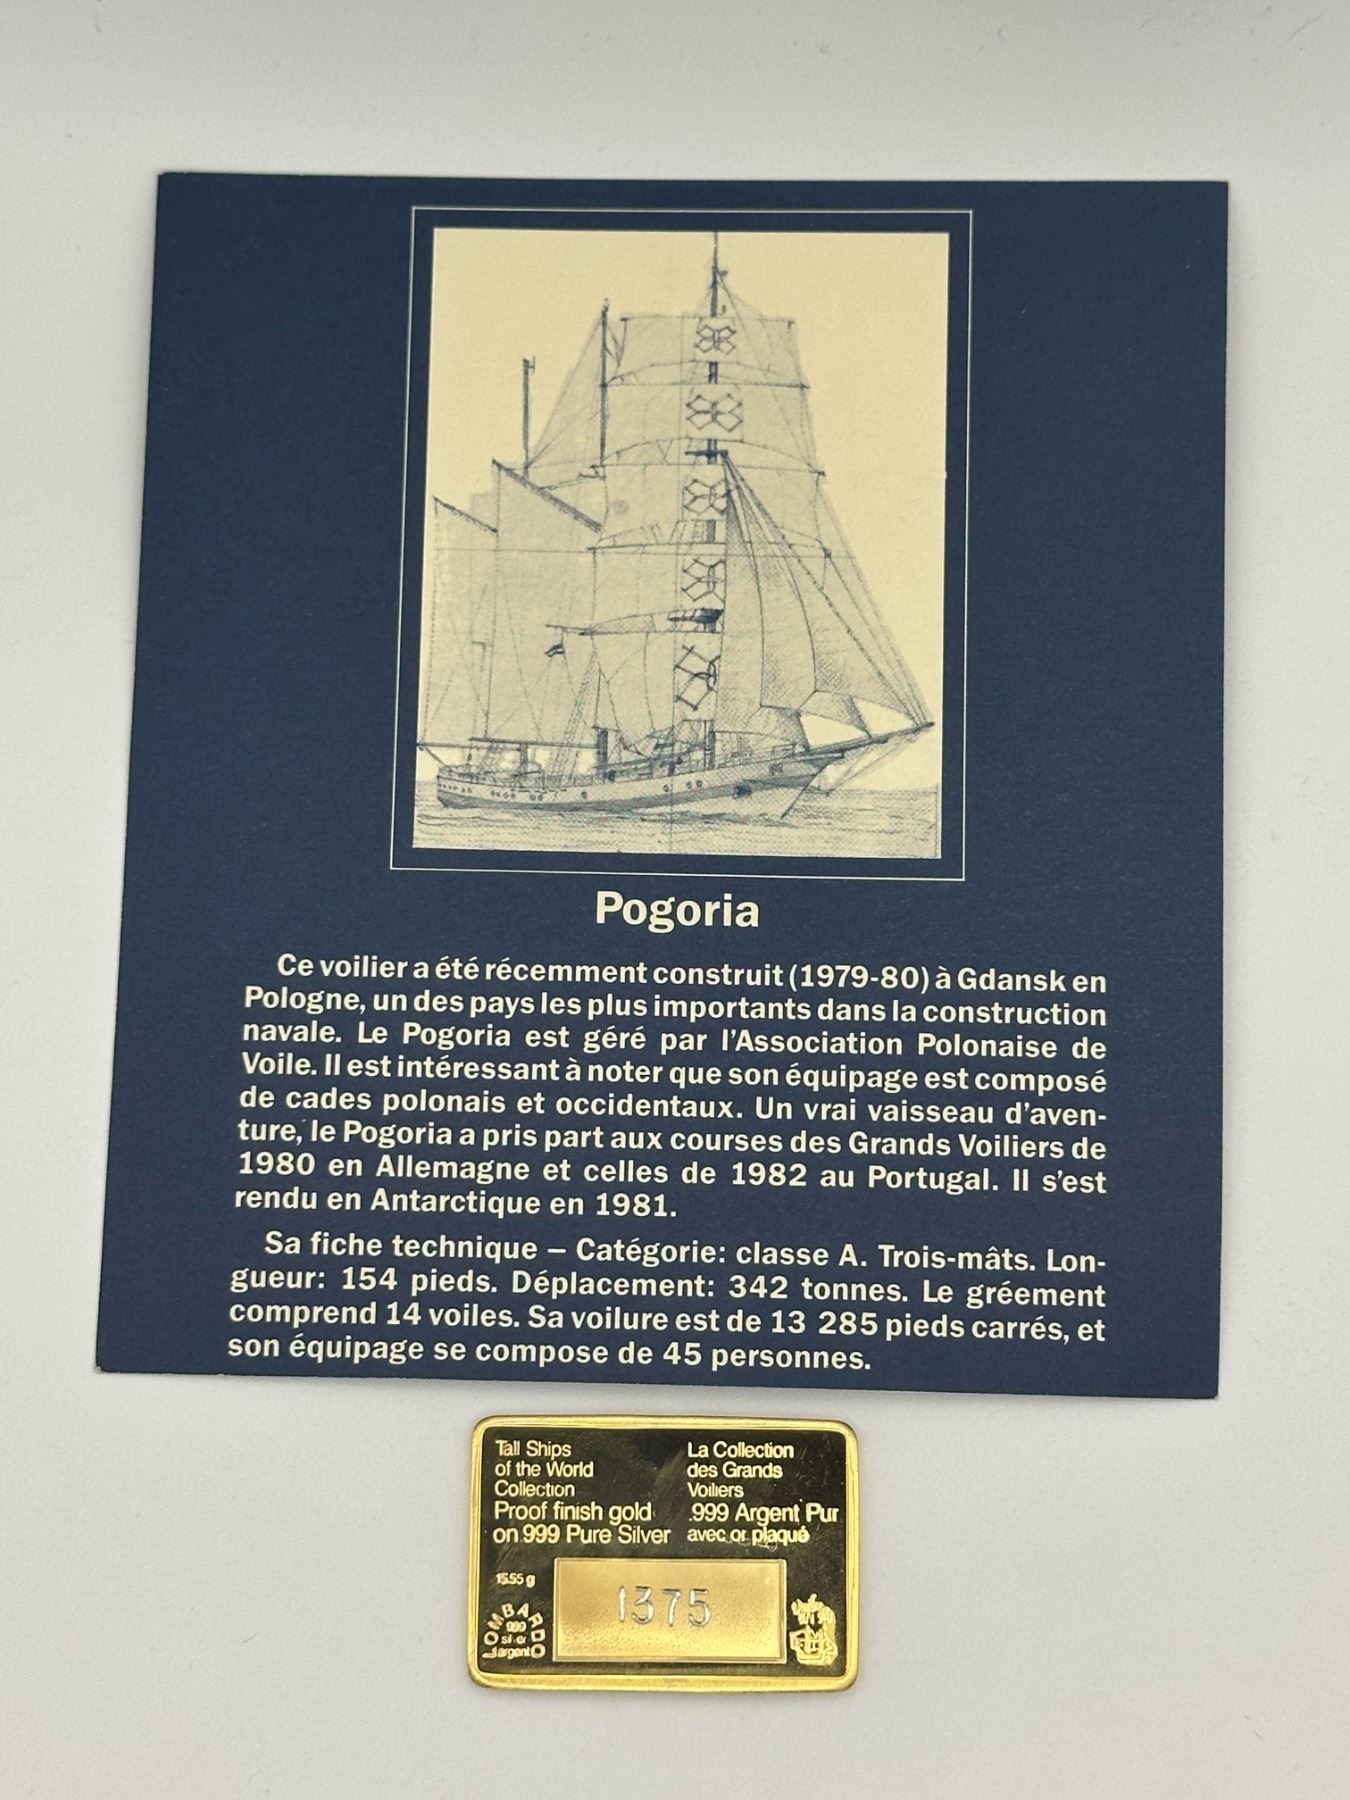 Pogoria
Ce voilier a été récemment construit (1979-80) à Gdansk en
Pologne, un des pays les plus importants dans la construction
navale. Le Pogoria est géré par l'Association Polonaise de
Voile. Il est intéressant à noter que son équipage est composé
de cades polonais et occidentaux. Un vrai vaisseau d'aven-
ture, le Pogoria a pris part aux courses des Grands Voiliers de
1980 en Allemagne et celles de 1982 au Portugal. Il s'est
rendu en Antarctique en 1981.
Sa fiche technique – Catégorie: classe A. Trois-mâts. Lon-
gueur: 154 pieds. Déplacement: 342 tonnes. Le gréement
comprend 14 voiles. Sa voilure est de 13 285 pieds carrés, et
son équipage se compose de 45 personnes.
Tall Ships
of the World
Collection
Proof finish gold
on .999 Pure Silver
La Collection
des Grands
Voiliers
.999 Argent Pur
avec or plaqué
15.55 g
LOMBARDO
999
silver
argent
1375